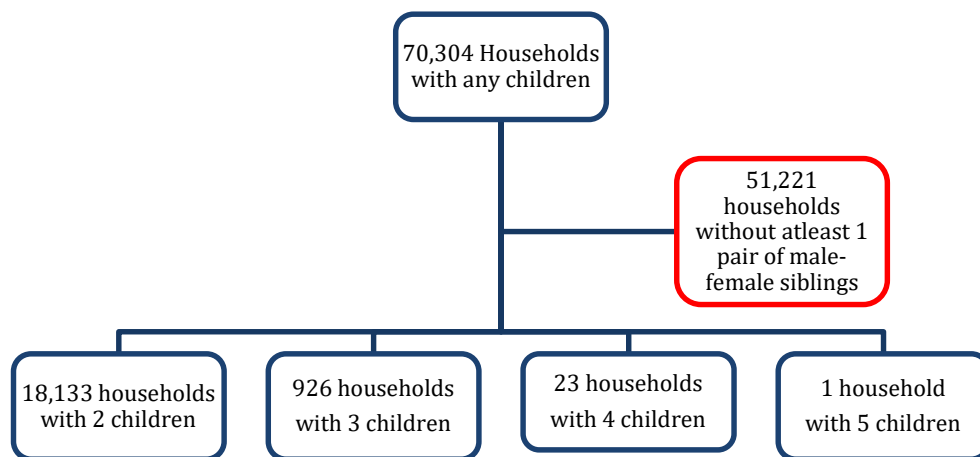 70,304 Households
with any children
51,221
households
without atleast 1
pair of male-
female siblings
18,133 households
with 2 children
926 households
with 3 children
23 households
with 4 children
1 household
with 5 children